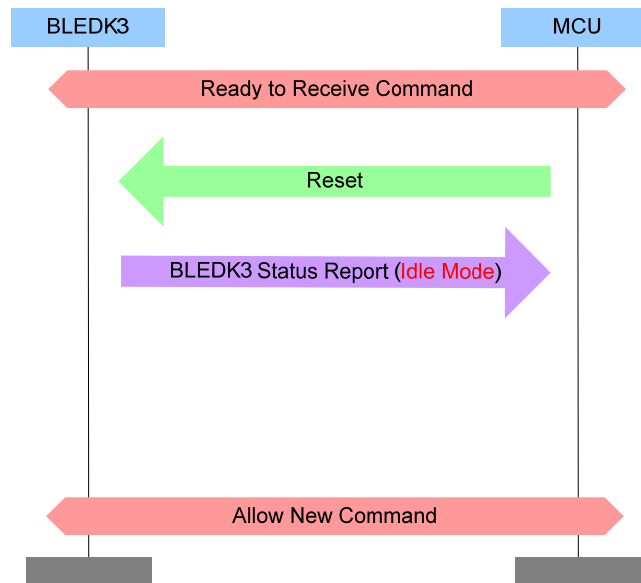 BLEDK3
MCU
Ready to Receive Command
Reset
BLEDK3 Status Report (Idle Mode)
Allow New Command